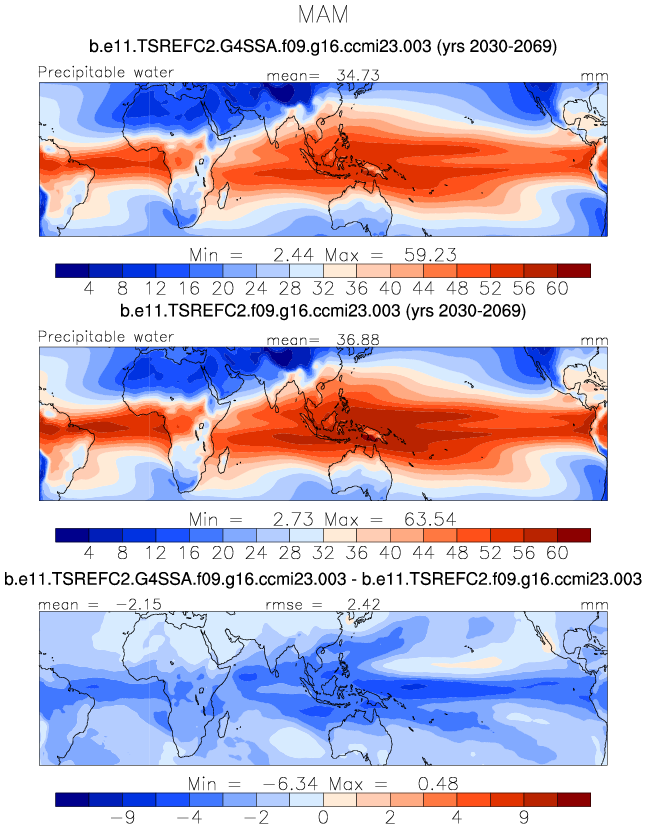 MAM
b.e11.TSREFC2.G4SSA.f09.g16.ccmi23.003 (yrs 2030-2069)
Precipitable water mean= 34.73 mm
Min = 2.44 Max = 59.23
4 8 12 16 20 24 28 32 36 40 44 48 52 56 60
b.e11.TSREFC2.f09.g16.ccmi23.003 (yrs 2030-2069)
Precipitable water mean= 36.88 mm
Min = 2.73 Max = 63.54
4 8 12 16 20 24 28 32 36 40 44 48 52 56 60
b.e11.TSREFC2.G4SSA.f09.g16.ccmi23.003 - b.e11.TSREFC2.f09.g16.ccmi23.003
mean = -2.15 rmse = 2.42 mm
Min = -6.34 Max = 0.48
-9 -4 -2 0 2 4 9